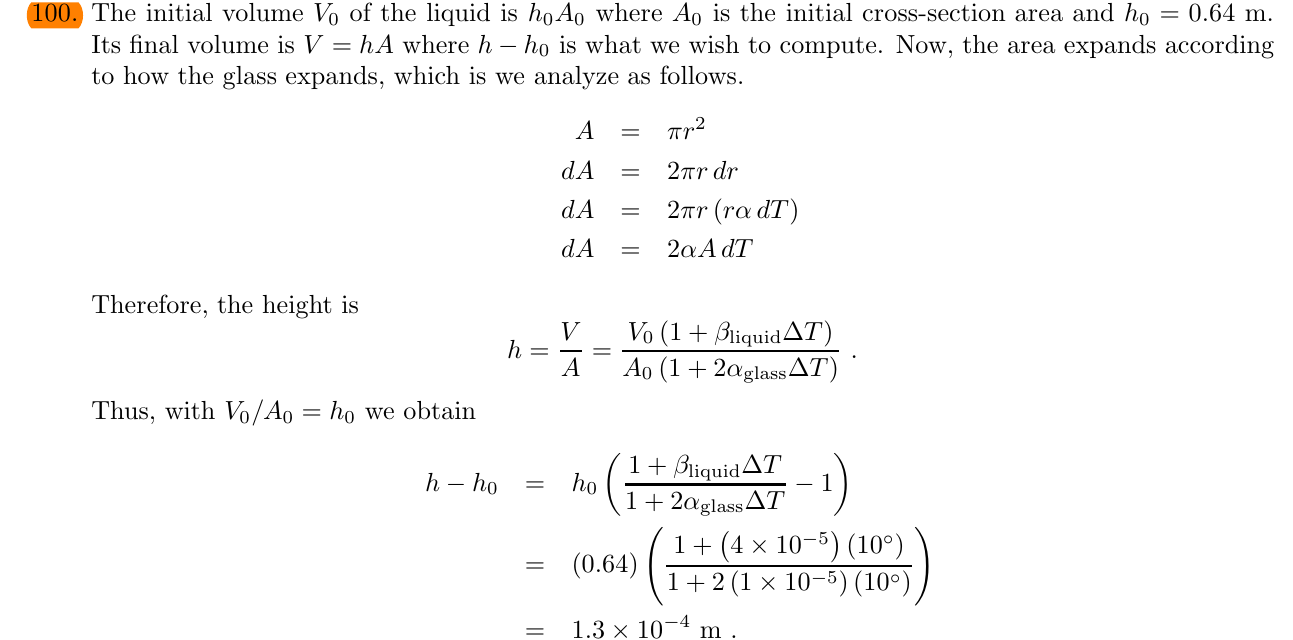 100. The initial volume V₀ of the liquid is h₀A₀ where A₀ is the initial cross-section area and h₀ = 0.64 m.
Its final volume is V = hA where h − h₀ is what we wish to compute. Now, the area expands according
to how the glass expands, which is we analyze as follows.
A = πr²
dA = 2πr dr
dA = 2πr (rα dT)
dA = 2αA dT
Therefore, the height is
h = V/A = V₀ (1 + β_liquid ΔT) / A₀ (1 + 2α_glass ΔT) .
Thus, with V₀/A₀ = h₀ we obtain
h − h₀ = h₀ ( (1 + β_liquid ΔT) / (1 + 2α_glass ΔT) − 1 )
= (0.64) ( (1 + (4 × 10⁻⁵) (10°)) / (1 + 2 (1 × 10⁻⁵) (10°)) )
= 1.3 × 10⁻⁴ m .